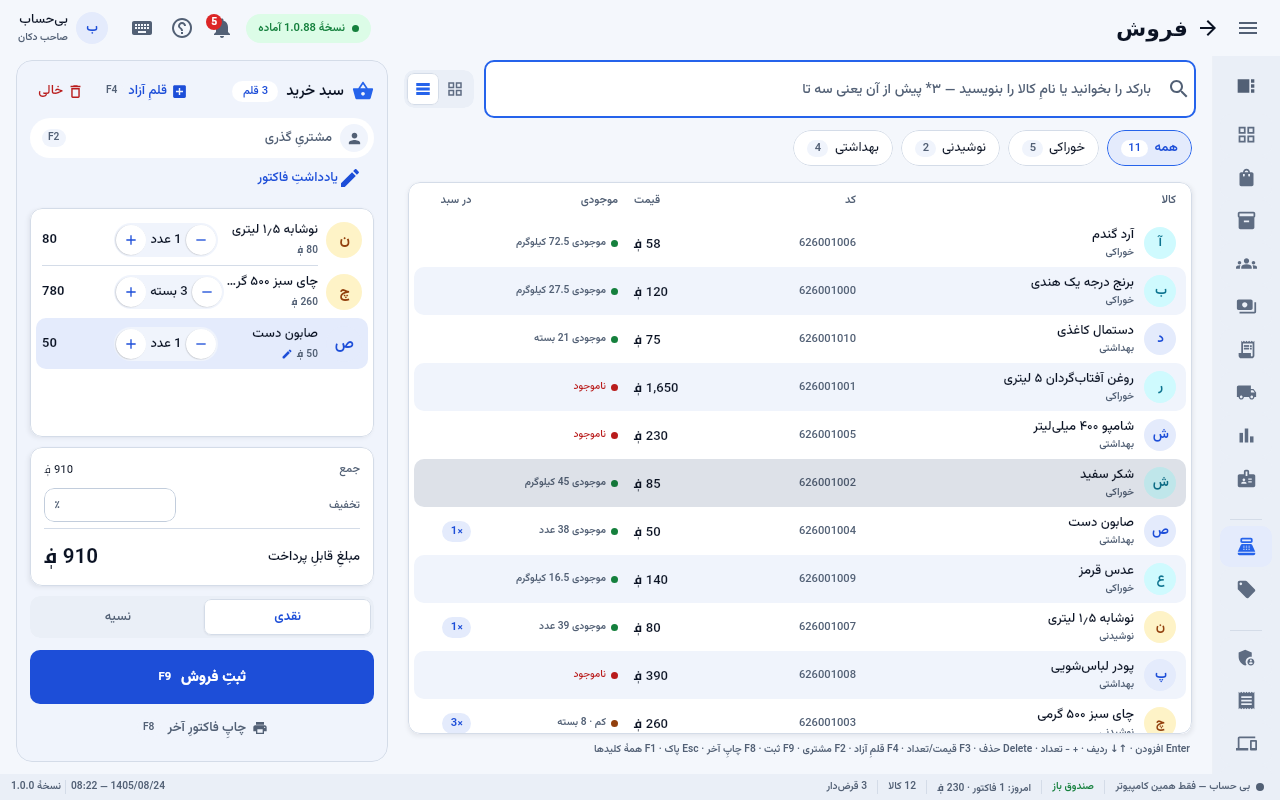 فروش
نسخهٔ 1.0.88 آماده
5
ب
بی‌حساب
صاحب دکان
بارکد را بخوانید یا نامِ کالا را بنویسید — ۳* پیش از آن یعنی سه تا
همه 11
خوراکی 5
نوشیدنی 2
بهداشتی 4
کالا کد قیمت موجودی در سبد
آ آرد گندم 626001006 58 ؋ موجودی 72.5 کیلوگرم
خوراکی
ب برنج درجه یک هندی 626001000 120 ؋ موجودی 27.5 کیلوگرم
خوراکی
د دستمال کاغذی 626001010 75 ؋ موجودی 21 بسته
بهداشتی
ر روغن آفتاب‌گردان ۵ لیتری 626001001 1,650 ؋ ناموجود
خوراکی
ش شامپو ۴۰۰ میلی‌لیتر 626001005 230 ؋ ناموجود
بهداشتی
ش شکر سفید 626001002 85 ؋ موجودی 45 کیلوگرم
خوراکی
ص صابون دست 626001004 50 ؋ موجودی 38 عدد 1×
بهداشتی
ع عدس قرمز 626001009 140 ؋ موجودی 16.5 کیلوگرم
خوراکی
ن نوشابه ۱٫۵ لیتری 626001007 80 ؋ موجودی 39 عدد 1×
نوشیدنی
پ پودر لباس‌شویی 626001008 390 ؋ ناموجود
بهداشتی
چ چای سبز ۵۰۰ گرمی 626001003 260 ؋ کم · 8 بسته 3×
نوشیدنی
Enter افزودن · ↑↓ ردیف · + - تعداد · Delete حذف · F3 قیمت/تعداد · F4 قلمِ آزاد · F2 مشتری · F9 ثبت · F8 چاپِ آخر · Esc پاک · F1 همهٔ کلیدها
سبد خرید 3 قلم قلمِ آزاد F4 خالی
مشتریِ گذری F2
یادداشتِ فاکتور
ن نوشابه ۱٫۵ لیتری − 1 عدد + 80
80 ؋
چ چای سبز ۵۰۰ گر... − 3 بسته + 780
260 ؋
ص صابون دست − 1 عدد + 50
50 ؋
جمع 910 ؋
تخفیف ٪
مبلغِ قابلِ پرداخت 910 ؋
نقدی نسیه
ثبتِ فروش F9
چاپِ فاکتورِ آخر F8
بی حساب — فقط همین کامپیوتر
صندوق باز
امروز: 1 فاکتور · 230 ؋
12 کالا
3 قرض‌دار
1405/08/24 — 08:22
نسخهٔ 1.0.0